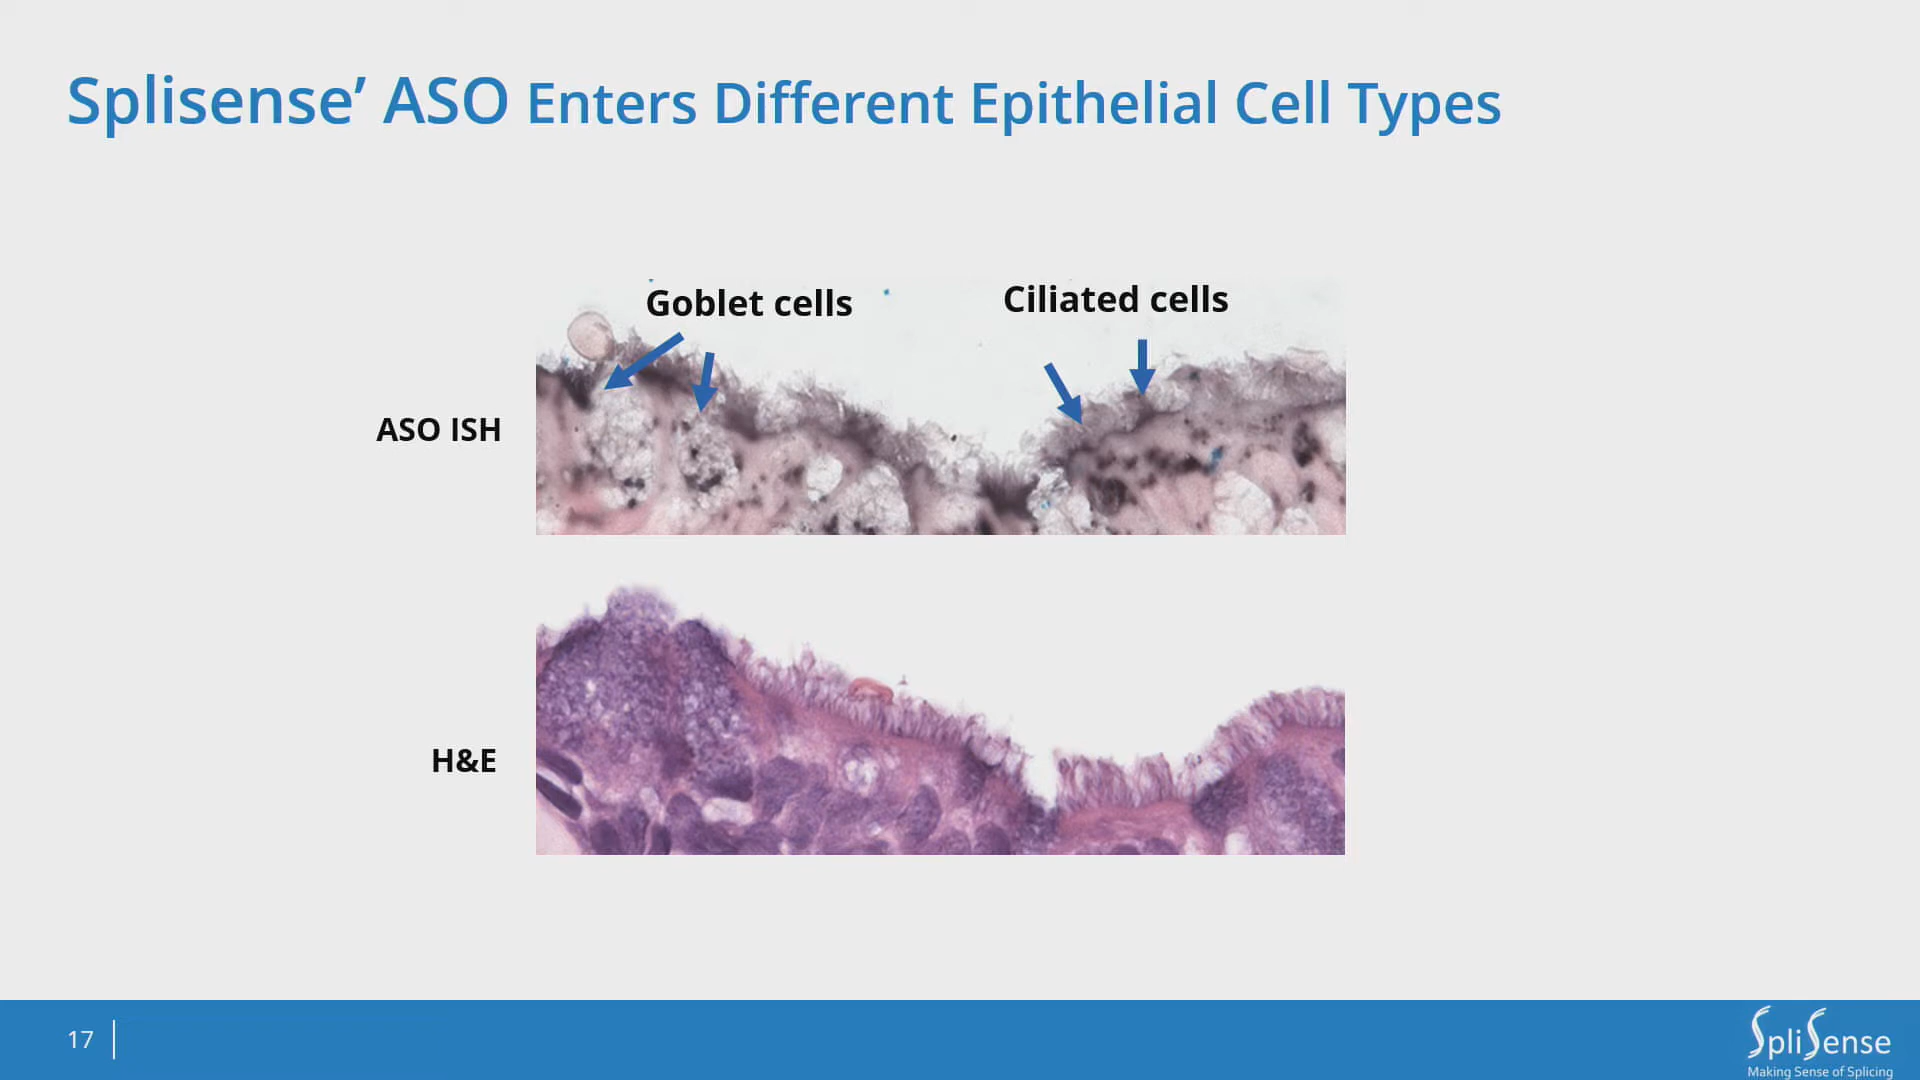 Splisense’ ASO Enters Different Epithelial Cell Types
Goblet cells
Ciliated cells
ASO ISH
H&E
17
SpliSense
Making Sense of Splicing